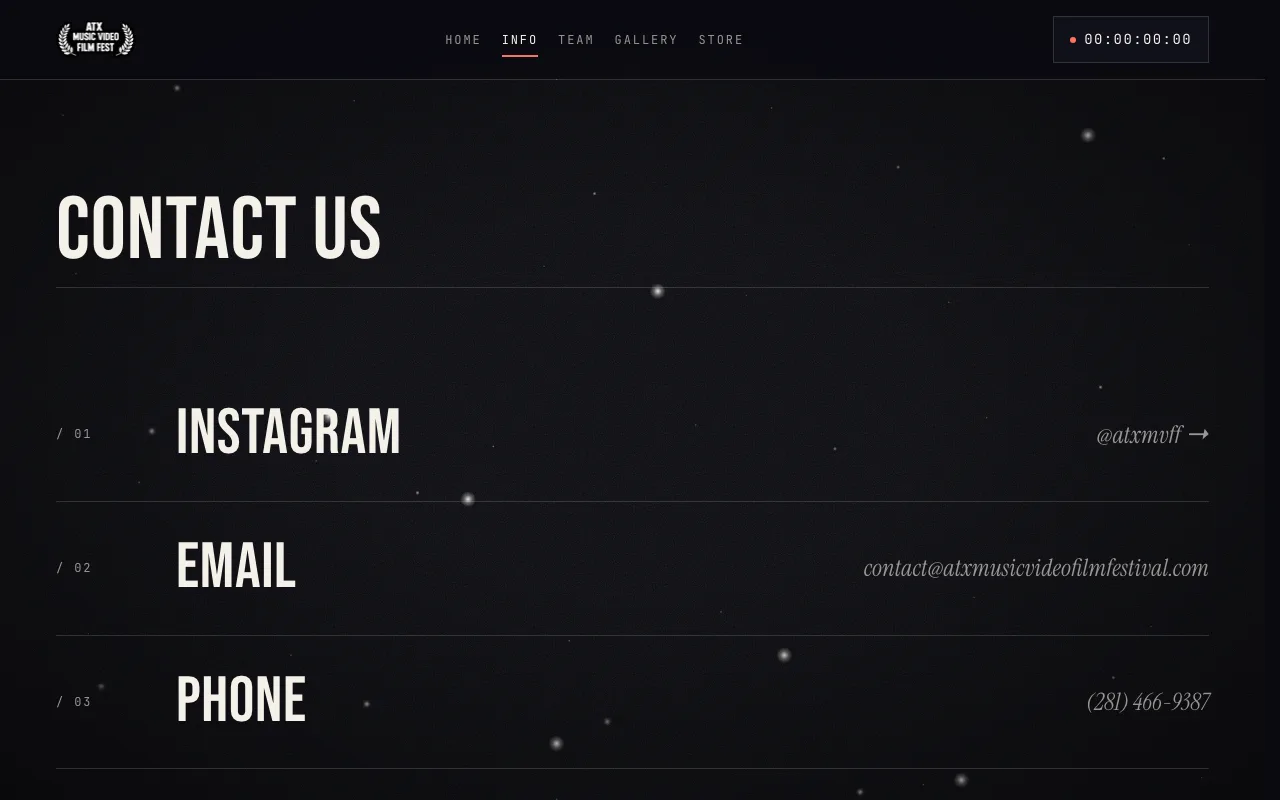 ATX
MUSIC VIDEO
FILM FEST
HOME INFO TEAM GALLERY STORE
00:00:00:00
CONTACT US
/ 01 INSTAGRAM @atxmvff →
/ 02 EMAIL contact@atxmusicvideofilmfestival.com
/ 03 PHONE (281) 466-9387